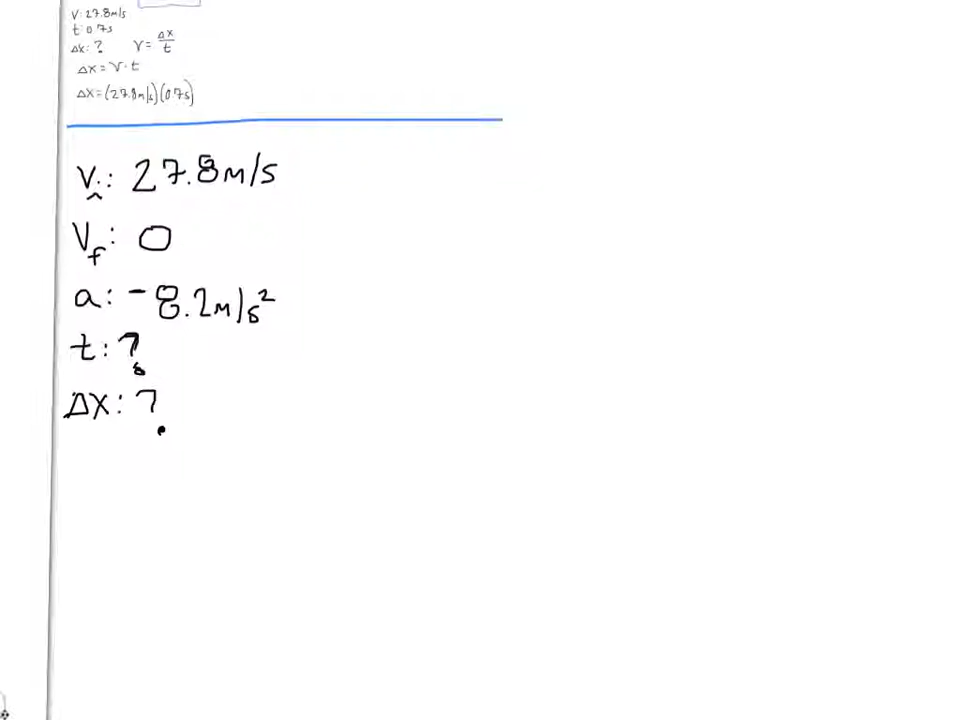 v: 27.8m/s
t: 0.7s
Δx: ? v = Δx/t
Δx = v·t
Δx = (27.8m/s)(0.7s)
vᵢ: 27.8m/s
v_f: 0
a: -8.2m/s²
t: ?
Δx: ?